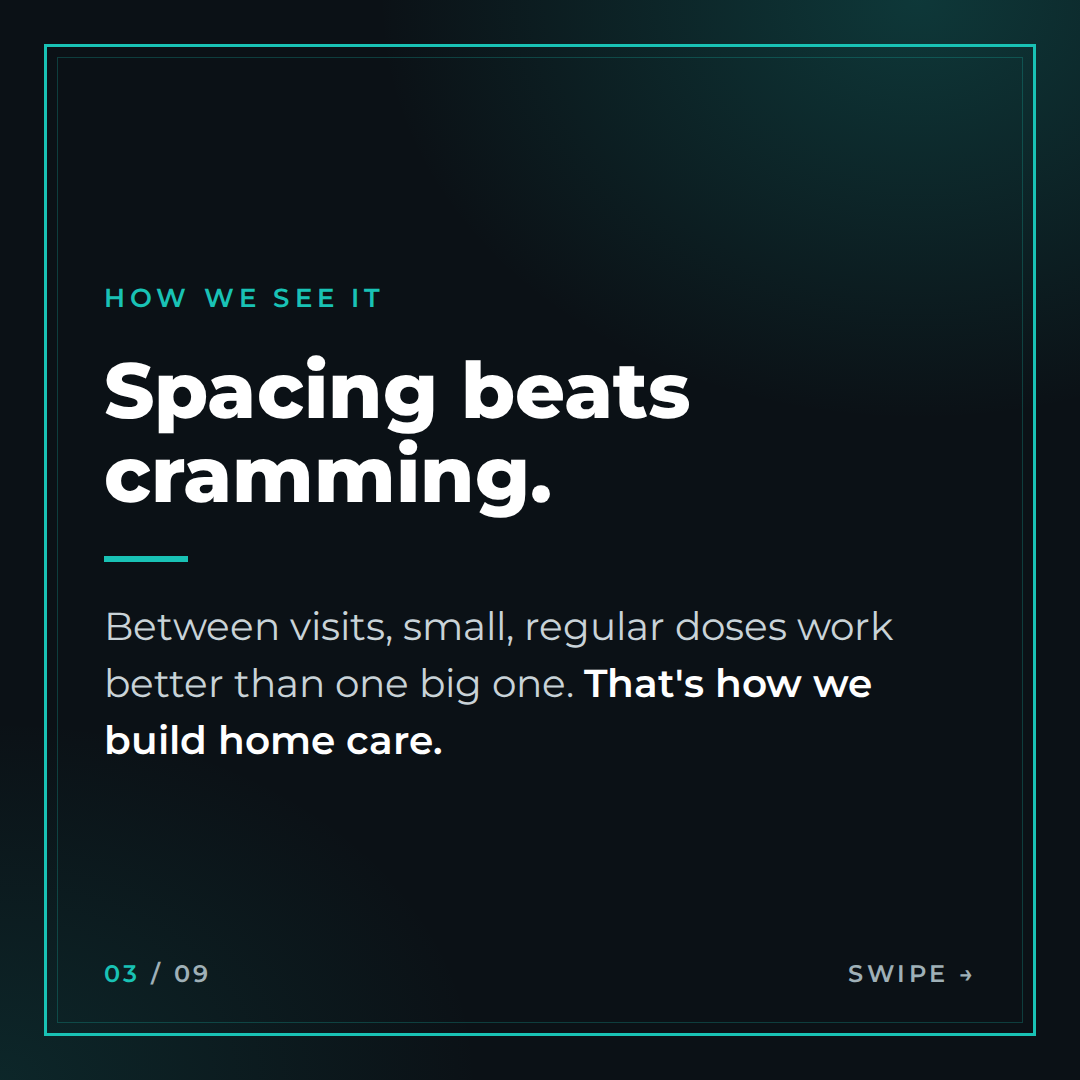 HOW WE SEE IT
Spacing beats
cramming.
Between visits, small, regular doses work
better than one big one. That's how we
build home care.
03 / 09
SWIPE →